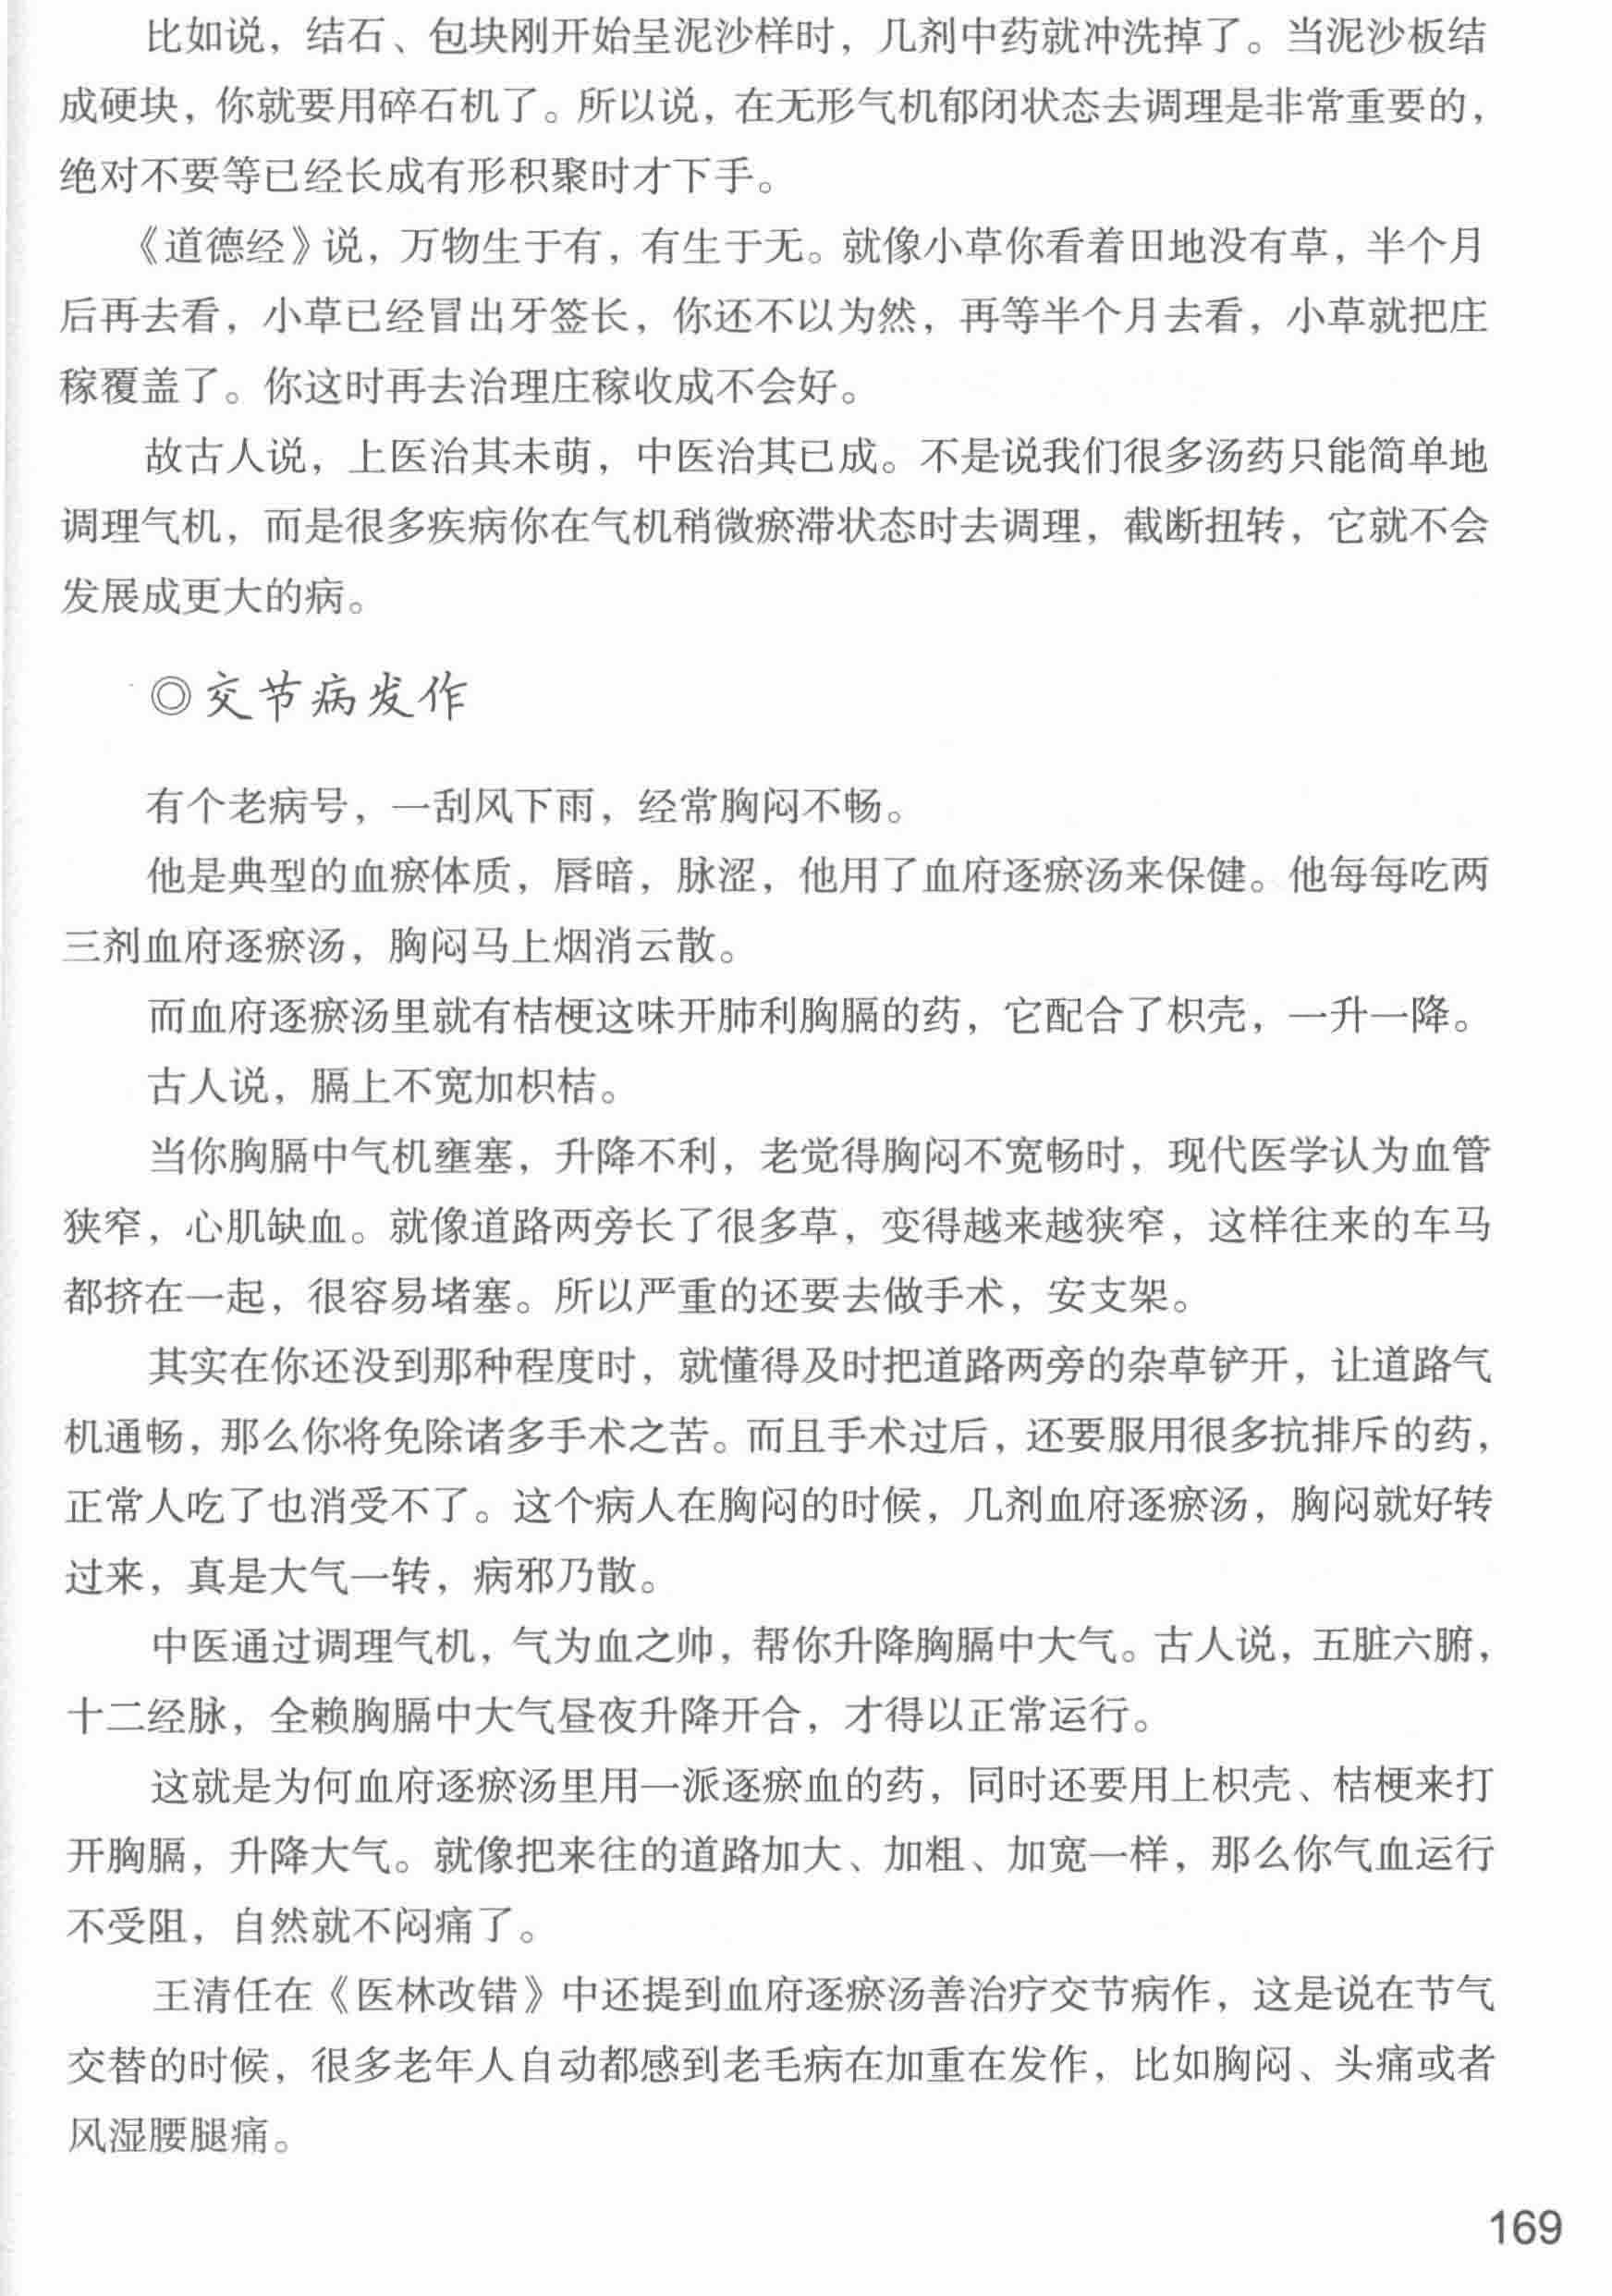 比如说，结石、包块刚开始呈泥沙样时，几剂中药就冲洗掉了。当泥沙板结
成硬块，你就要用碎石机了。所以说，在无形气机郁闭状态去调理是非常重要的，
绝对不要等已经长成有形积聚时才下手。
《道德经》说，万物生于有，有生于无。就像小草你看着田地没有草，半个月
后再去看，小草已经冒出牙签长，你还不以为然，再等半个月去看，小草就把庄
稼覆盖了。你这时再去治理庄稼收成不会好。
故古人说，上医治其未萌，中医治其已成。不是说我们很多汤药只能简单地
调理气机，而是很多疾病你在气机稍微瘀滞状态时去调理，截断扭转，它就不会
发展成更大的病。
◎交节病发作
有个老病号，一刮风下雨，经常胸闷不畅。
他是典型的血瘀体质，唇暗，脉涩，他用了血府逐瘀汤来保健。他每每吃两
三剂血府逐瘀汤，胸闷马上烟消云散。
而血府逐瘀汤里就有桔梗这味开肺利胸膈的药，它配合了枳壳，一升一降。
古人说，膈上不宽加枳桔。
当你胸膈中气机壅塞，升降不利，老觉得胸闷不宽畅时，现代医学认为血管
狭窄，心肌缺血。就像道路两旁长了很多草，变得越来越狭窄，这样往来的车马
都挤在一起，很容易堵塞。所以严重的还要去做手术，安支架。
其实在你还没到那种程度时，就懂得及时把道路两旁的杂草铲开，让道路气
机通畅，那么你将免除诸多手术之苦。而且手术过后，还要服用很多抗排斥的药，
正常人吃了也消受不了。这个病人在胸闷的时候，几剂血府逐瘀汤，胸闷就好转
过来，真是大气一转，病邪乃散。
中医通过调理气机，气为血之帅，帮你升降胸膈中大气。古人说，五脏六腑，
十二经脉，全赖胸膈中大气昼夜升降开合，才得以正常运行。
这就是为何血府逐瘀汤里用一派逐瘀血的药，同时还要用上枳壳、桔梗来打
开胸膈，升降大气。就像把来往的道路加大、加粗、加宽一样，那么你气血运行
不受阻，自然就不闷痛了。
王清任在《医林改错》中还提到血府逐瘀汤善治疗交节病作，这是说在节气
交替的时候，很多老年人自动都感到老毛病在加重在发作，比如胸闷、头痛或者
风湿腰腿痛。
169